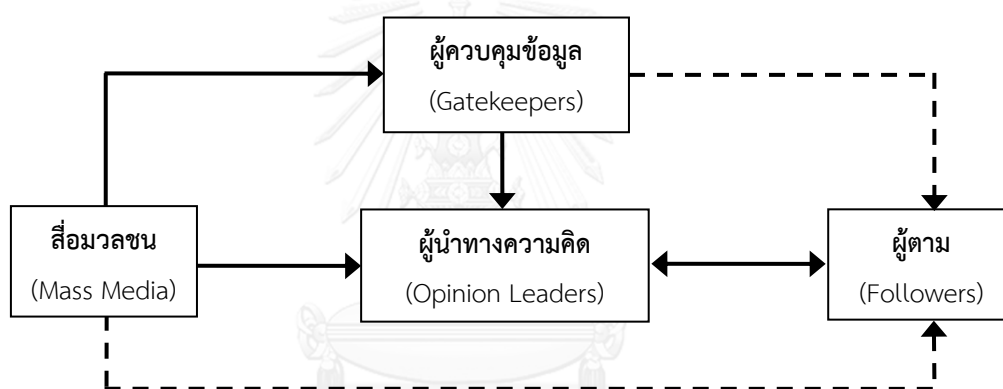 ผู้ควบคุมข้อมูล
(Gatekeepers)
สื่อมวลชน
(Mass Media)
ผู้นำทางความคิด
(Opinion Leaders)
ผู้ตาม
(Followers)